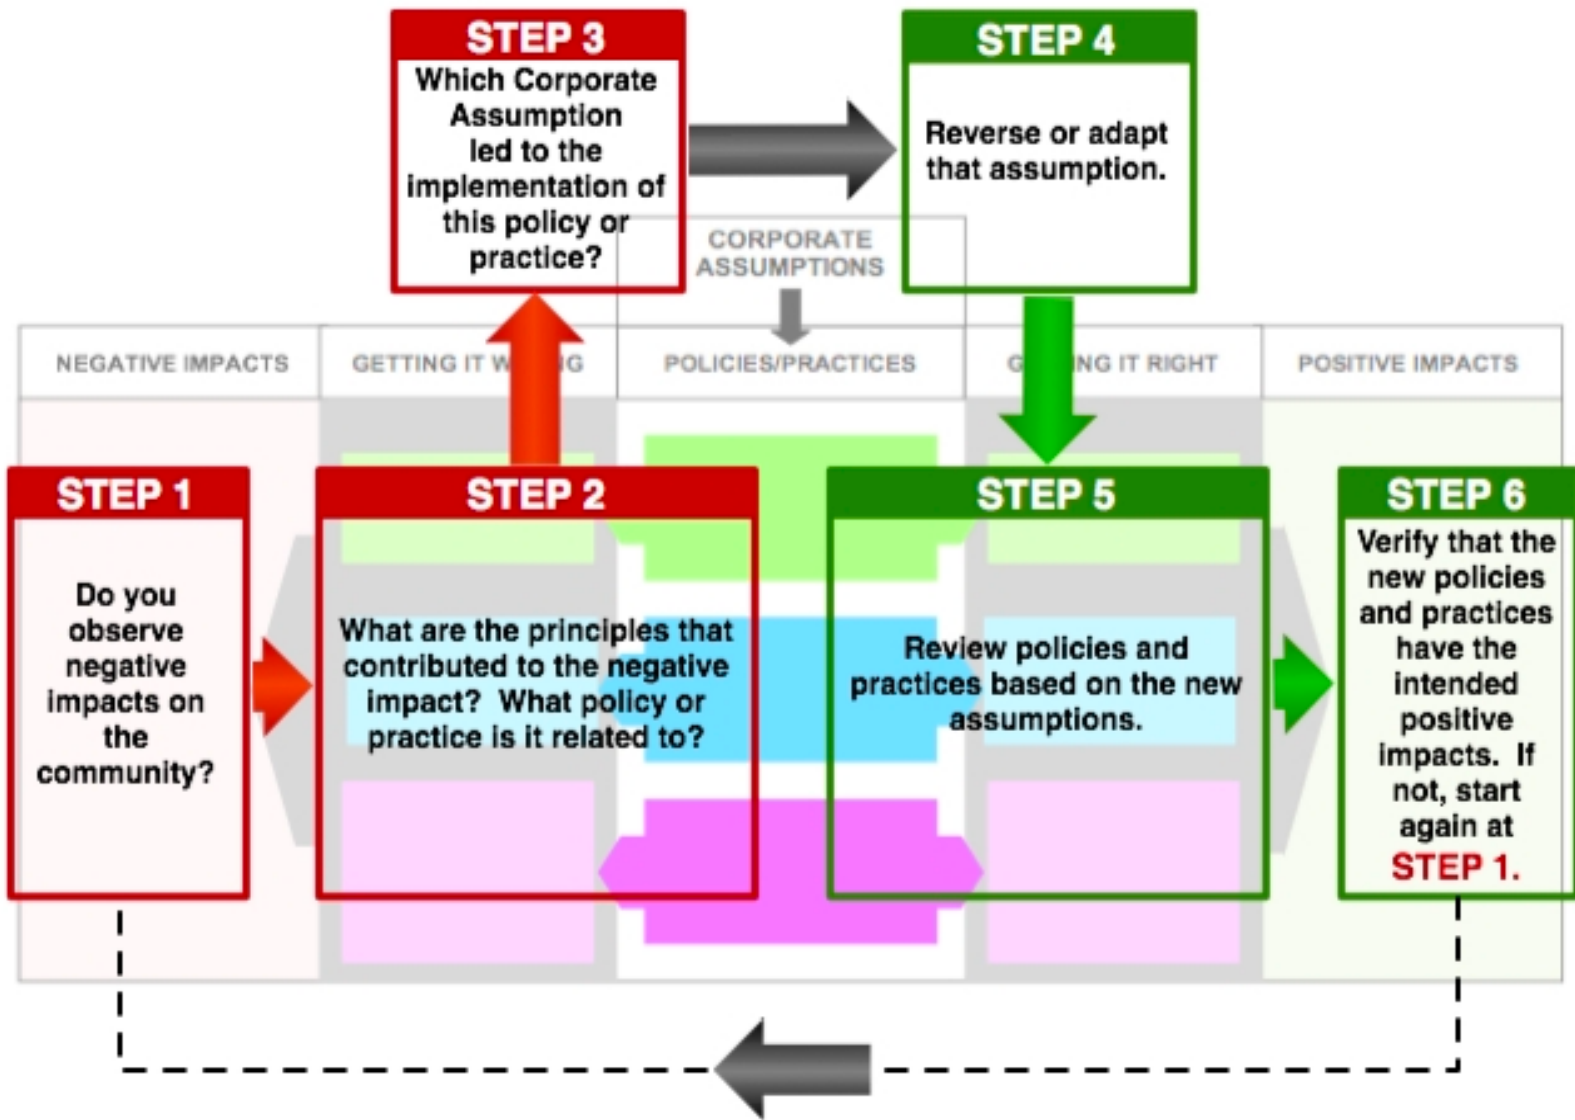 STEP 3
Which Corporate
Assumption
led to the
implementation of
this policy or
practice?
STEP 4
Reverse or adapt
that assumption.
CORPORATE
ASSUMPTIONS
NEGATIVE IMPACTS
GETTING IT
POLICIES/PRACTICES
IT RIGHT
POSITIVE IMPACTS
STEP 1
Do you
observe
negative
impacts on
the
community?
STEP 2
What are the principles that
contributed to the negative
impact?  What policy or
practice is it related to?
STEP 5
Review policies and
practices based on the new
assumptions.
STEP 6
Verify that the
new policies
and practices
have the
intended
positive
impacts.  If
not, start
again at
STEP 1.